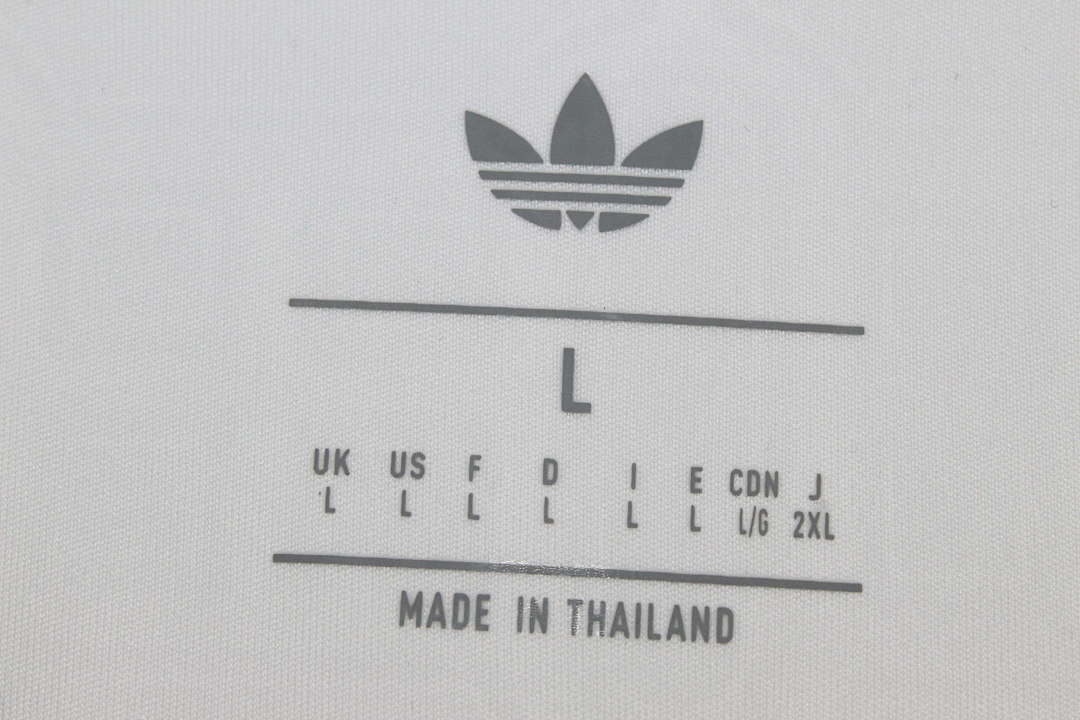 L
UK US F D I E CDN J
L L L L L L L/G 2XL
MADE IN THAILAND